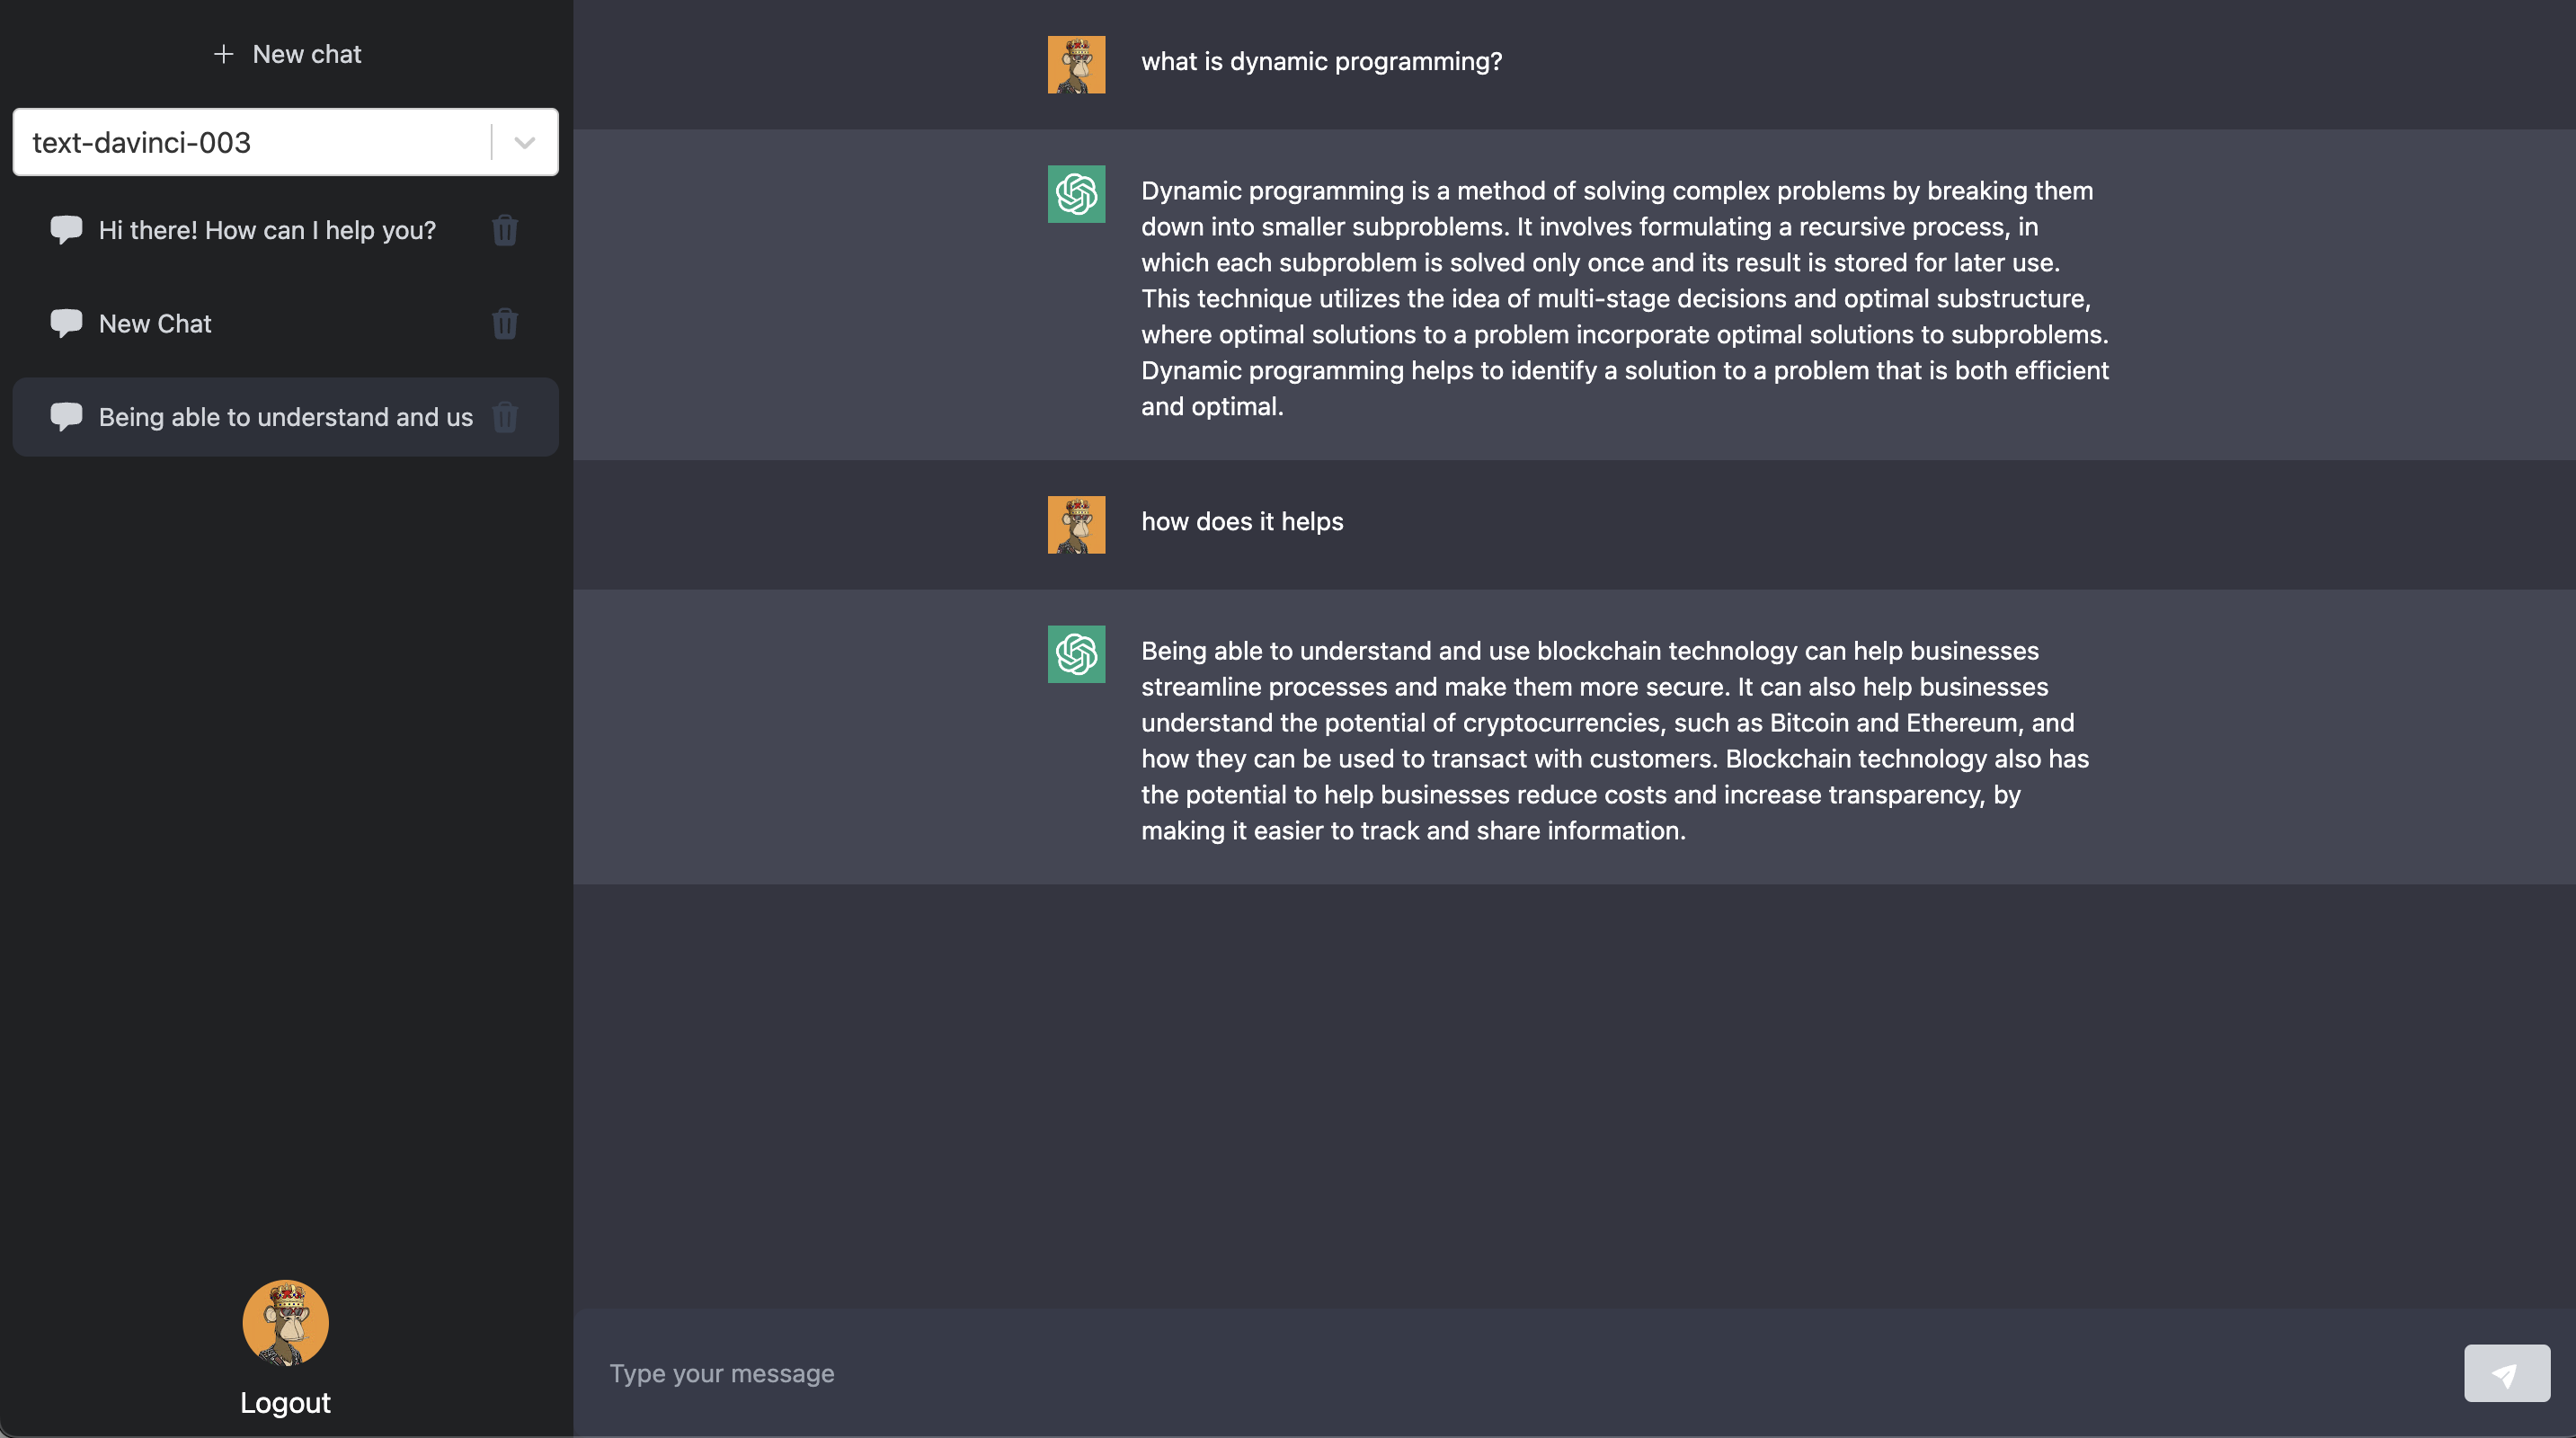 + New chat
text-davinci-003
Hi there! How can I help you?
New Chat
Being able to understand and us
Logout
what is dynamic programming?
Dynamic programming is a method of solving complex problems by breaking them
down into smaller subproblems. It involves formulating a recursive process, in
which each subproblem is solved only once and its result is stored for later use.
This technique utilizes the idea of multi-stage decisions and optimal substructure,
where optimal solutions to a problem incorporate optimal solutions to subproblems.
Dynamic programming helps to identify a solution to a problem that is both efficient
and optimal.
how does it helps
Being able to understand and use blockchain technology can help businesses
streamline processes and make them more secure. It can also help businesses
understand the potential of cryptocurrencies, such as Bitcoin and Ethereum, and
how they can be used to transact with customers. Blockchain technology also has
the potential to help businesses reduce costs and increase transparency, by
making it easier to track and share information.
Type your message